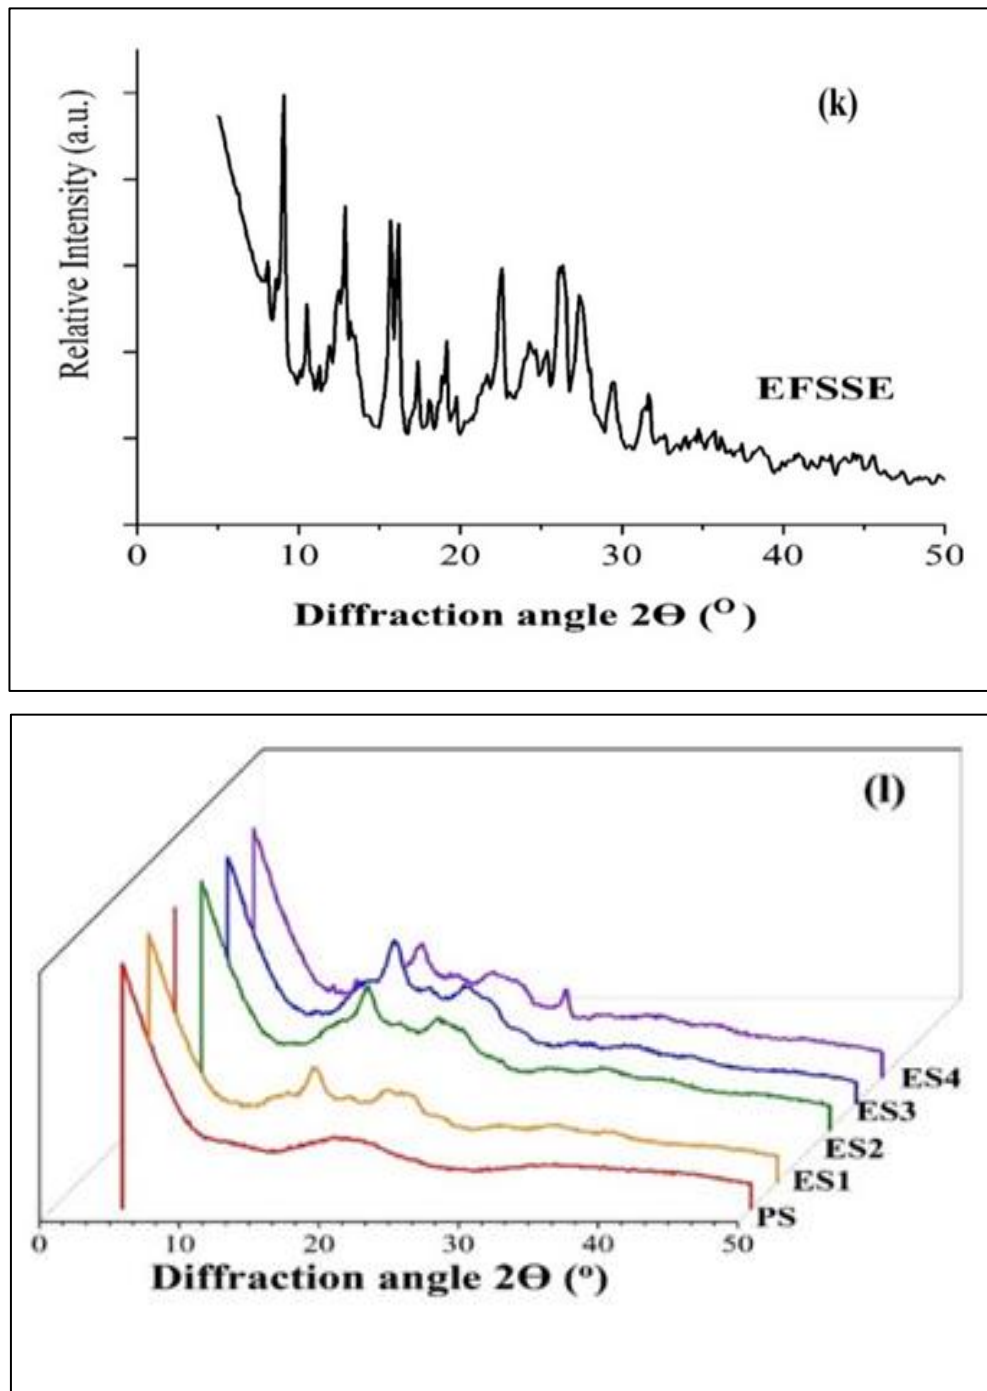 (k)
Relative Intensity (a.u.)
EFSSE
0 10 20 30 40 50
Diffraction angle 2Θ (O)
(l)
ES4
ES3
ES2
ES1
PS
0 10 20 30 40 50
Diffraction angle 2Θ (º)